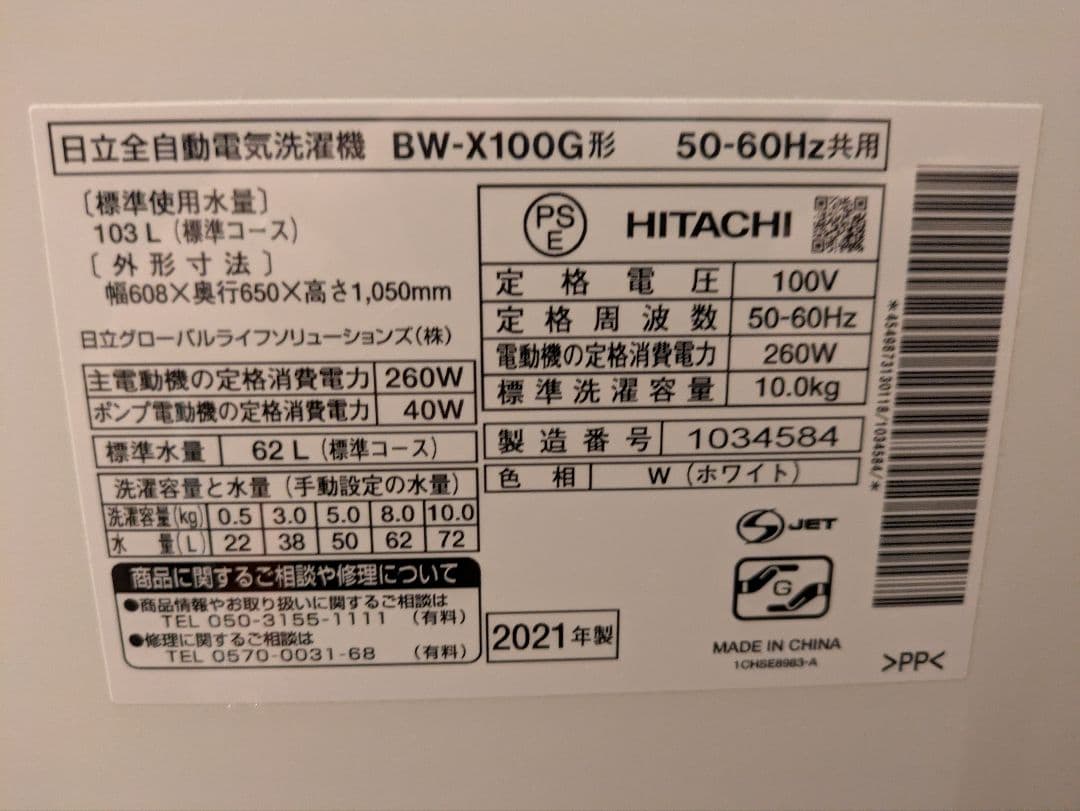 日立全自動電気洗濯機 BW-X100G形 50-60Hz共用
〔標準使用水量〕
103 L（標準コース）
〔外形寸法〕
幅608×奥行650×高さ1,050mm
日立グローバルライフソリューションズ（株）
主電動機の定格消費電力 260W
ポンプ電動機の定格消費電力 40W
標準水量 62 L（標準コース）
洗濯容量と水量（手動設定の水量）
洗濯容量(kg) 0.5 3.0 5.0 8.0 10.0
水量(L) 22 38 50 62 72
商品に関するご相談や修理について
●商品情報やお取り扱いに関するご相談は
TEL 050-3155-1111 （有料）
●修理に関するご相談は
TEL 0570-0031-68 （有料）
PS
E
HITACHI
定格電圧 100V
定格周波数 50-60Hz
電動機の定格消費電力 260W
標準洗濯容量 10.0kg
製造番号 1034584
色相 W（ホワイト）
S JET
G
2021年製
MADE IN CHINA
1CHSE8983-A
>PP<
*4549873130118/1034584/*